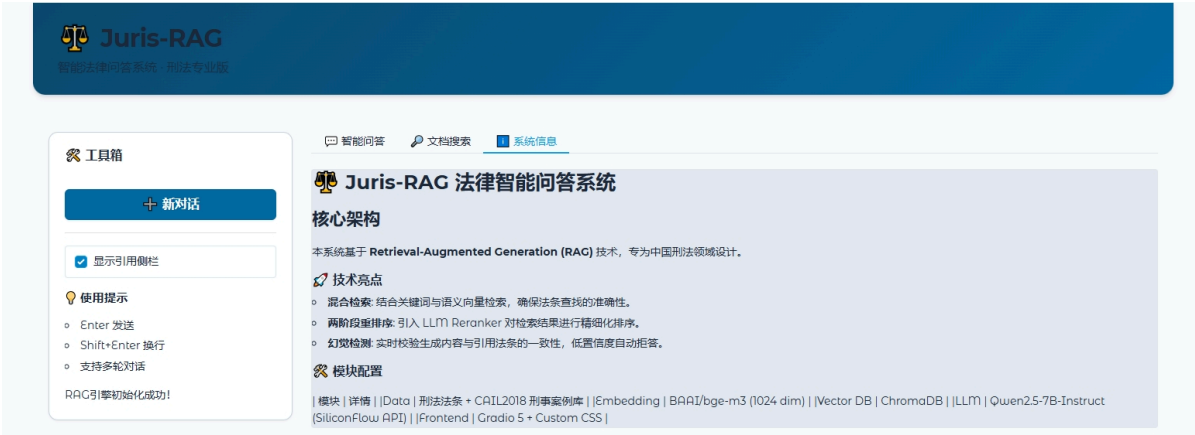 Juris-RAG
智能法律问答系统 - 刑法专业版
🛠 工具箱
➕ 新对话
显示引用侧栏
💡 使用提示
Enter 发送
Shift+Enter 换行
支持多轮对话
RAG引擎初始化成功!
💬 智能问答 🔎 文档搜索 ℹ 系统信息
⚖ Juris-RAG 法律智能问答系统
核心架构
本系统基于 Retrieval-Augmented Generation (RAG) 技术，专为中国刑法领域设计。
🚀 技术亮点
混合检索: 结合关键词与语义向量检索，确保法条查找的准确性。
两阶段重排序: 引入 LLM Reranker 对检索结果进行精细化排序。
幻觉检测: 实时校验生成内容与引用法条的一致性，低置信度自动拒答。
🛠 模块配置
| 模块 | 详情 | |Data | 刑法法条 + CAIL2018 刑事案例库 | |Embedding | BAAI/bge-m3 (1024 dim) | |Vector DB | ChromaDB | |LLM | Qwen2.5-7B-Instruct
(SiliconFlow API) | |Frontend | Gradio 5 + Custom CSS |